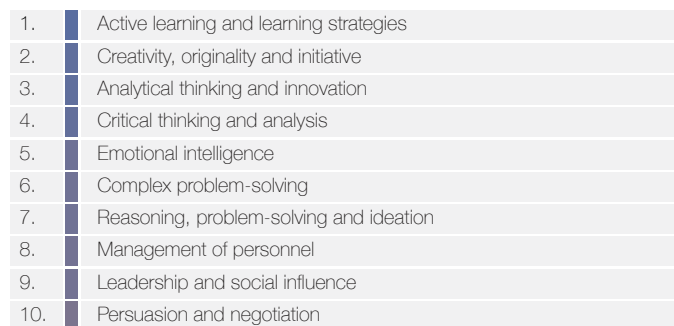 1. Active learning and learning strategies
2. Creativity, originality and initiative
3. Analytical thinking and innovation
4. Critical thinking and analysis
5. Emotional intelligence
6. Complex problem-solving
7. Reasoning, problem-solving and ideation
8. Management of personnel
9. Leadership and social influence
10. Persuasion and negotiation